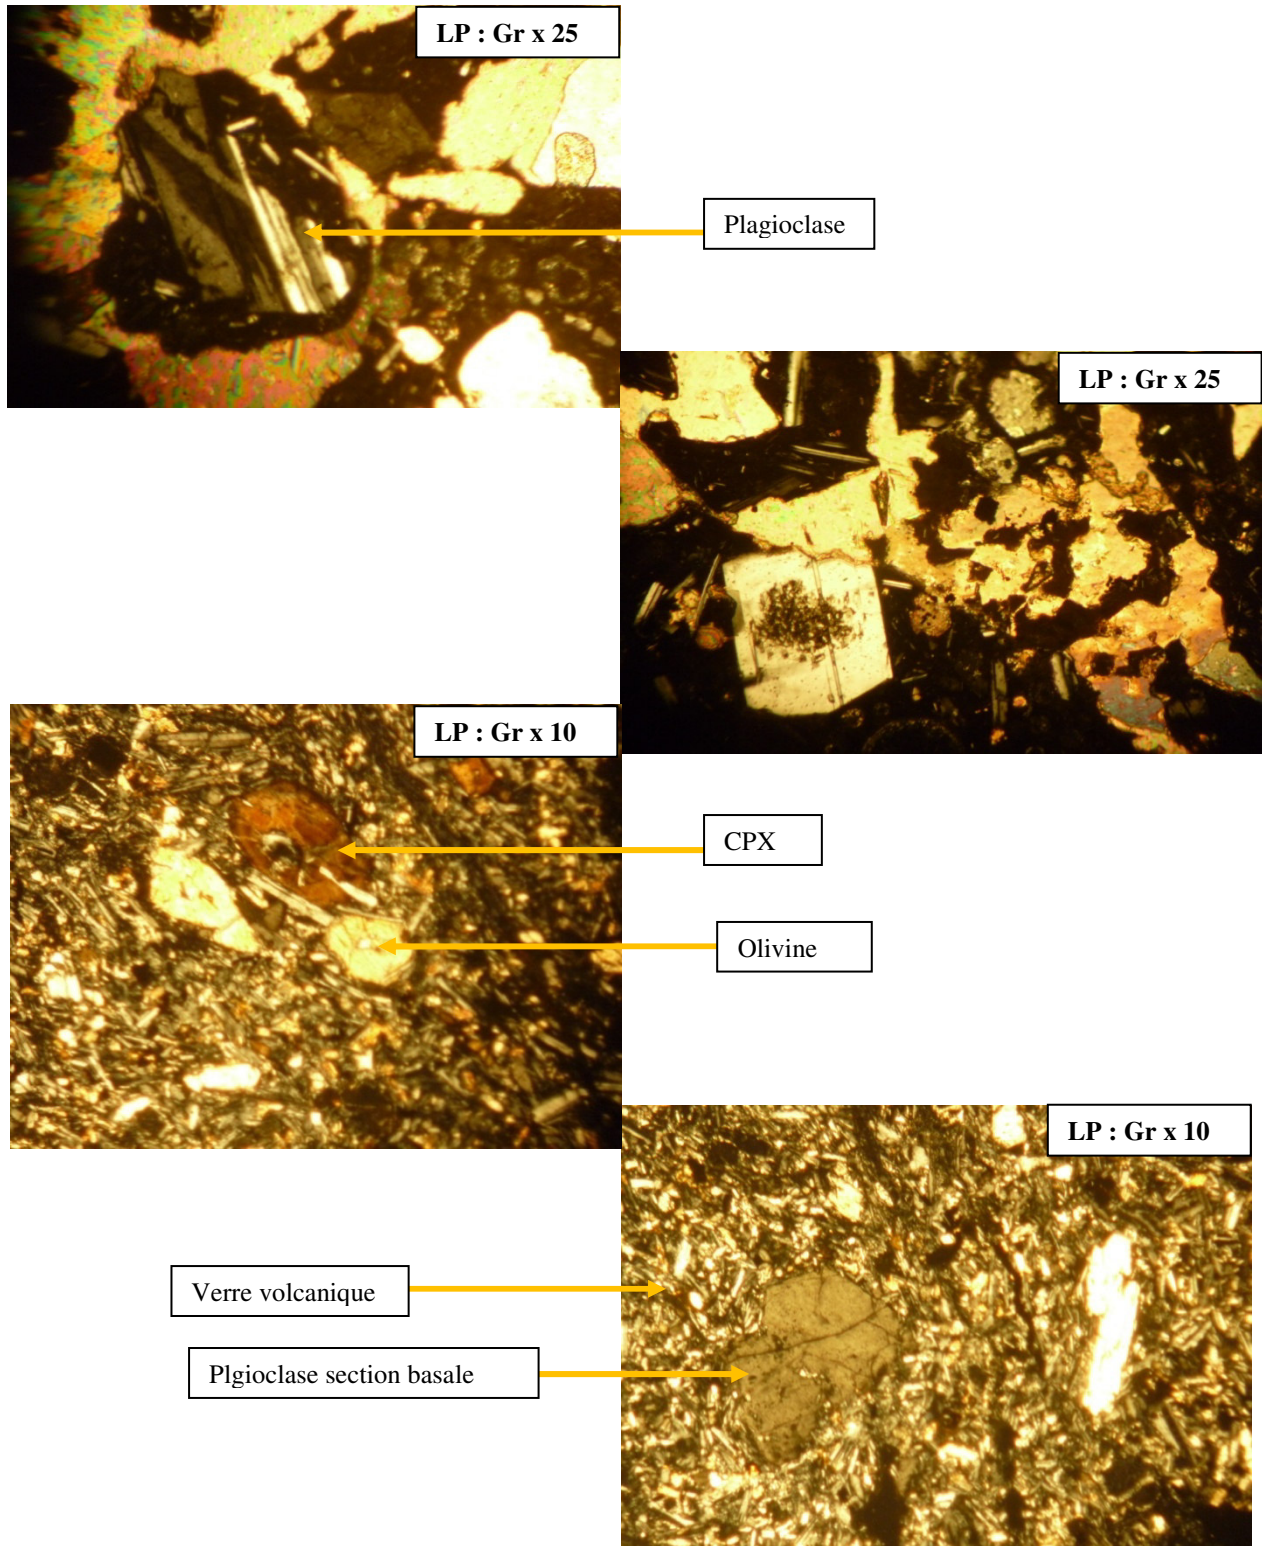 LP : Gr x 25
Plagioclase
LP : Gr x 25
LP : Gr x 10
CPX
Olivine
LP : Gr x 10
Verre volcanique
Plgioclase section basale